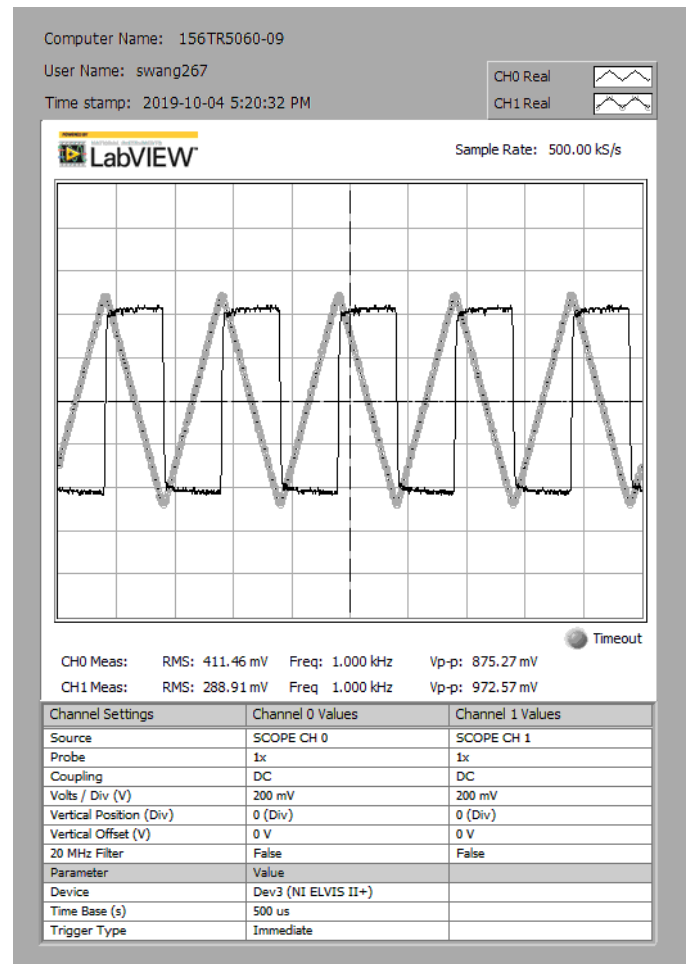 Computer Name: 156TR5060-09
User Name: swang267
Time stamp: 2019-10-04 5:20:32 PM
CH0 Real
CH1 Real
POWERED BY
NATIONAL INSTRUMENTS
LabVIEW™
Sample Rate: 500.00 kS/s
Timeout
CH0 Meas: RMS: 411.46 mV Freq: 1.000 kHz Vp-p: 875.27 mV
CH1 Meas: RMS: 288.91 mV Freq 1.000 kHz Vp-p: 972.57 mV
Channel Settings Channel 0 Values Channel 1 Values
Source SCOPE CH 0 SCOPE CH 1
Probe 1x 1x
Coupling DC DC
Volts / Div (V) 200 mV 200 mV
Vertical Position (Div) 0 (Div) 0 (Div)
Vertical Offset (V) 0 V 0 V
20 MHz Filter False False
Parameter Value
Device Dev3 (NI ELVIS II+)
Time Base (s) 500 us
Trigger Type Immediate